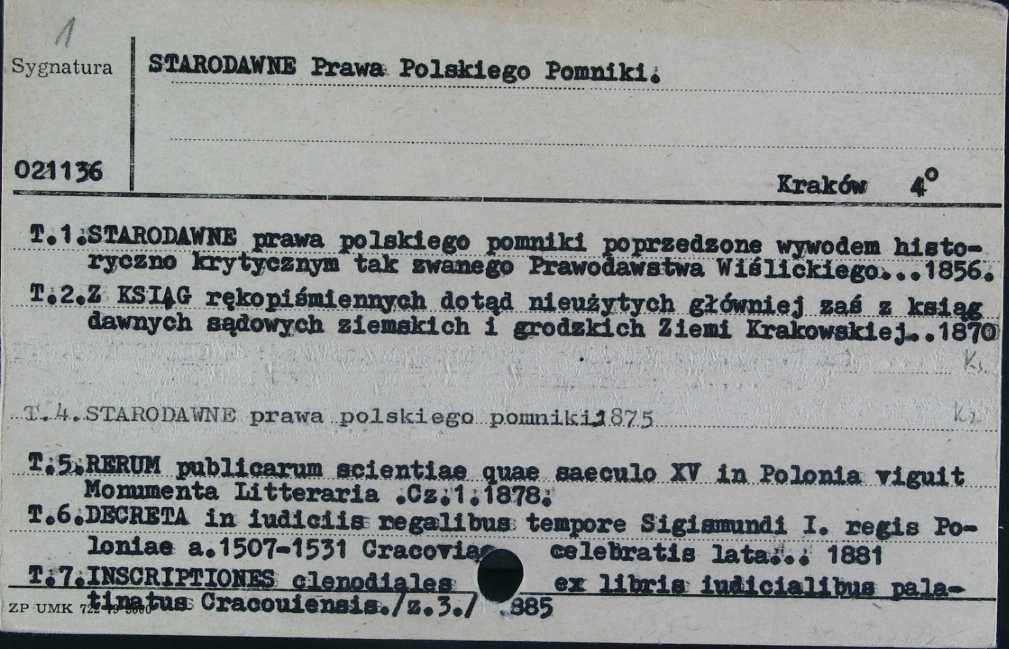 1
Sygnatura
STARODAWNE Prawa Polskiego Pomniki.
021136
Kraków 4°
T.1.STARODAWNE prawa polskiego pomniki poprzedzone wywodem histo-
ryczno krytycznym tak zwanego Prawodawstwa Wiślickiego...1856.
T.2.Z KSIĄG rękopiśmiennych dotąd nieużytych główniej zaś z ksiąg
dawnych sądowych ziemskich i grodzkich Ziemi Krakowskiej..1870
T.4.STARODAWNE prawa polskiego pomniki.1875
T.5.RERUM publicarum scientiae quae saeculo XV in Polonia viguit
Monumenta Litteraria .Cz.1.1878.
T.6.DECRETA in iudiciis regalibus tempore Sigismundi I. regis Po-
loniae a.1507-1531 Cracoviae celebratis lata... 1881
T.7.INSCRIPTIONES clenodiales ex libris iudicialibus pala-
tinatus Cracouiensis./z.3./ 885
ZP UMK